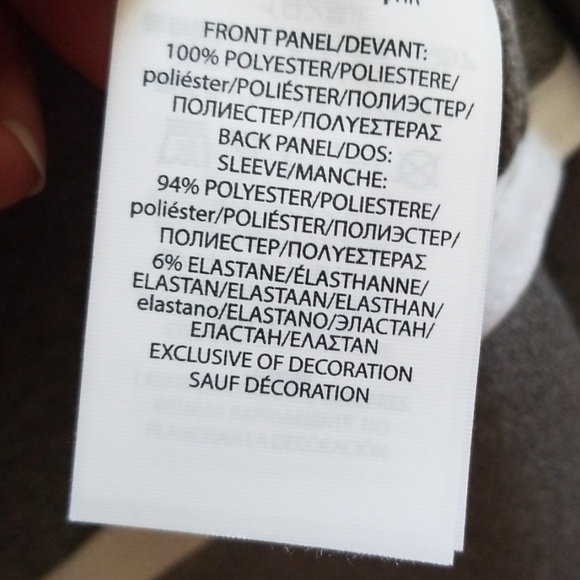 FRONT PANEL/DEVANT:
100% POLYESTER/POLIESTERE/
poliéster/POLIÉSTER/ПОЛИЭСТЕР/
ПОЛИЕСТЕР/ΠΟΛΥΕΣΤΕΡΑΣ
BACK PANEL/DOS:
SLEEVE/MANCHE:
94% POLYESTER/POLIESTERE/
poliéster/POLIÉSTER/ПОЛИЭСТЕР/
ПОЛИЕСТЕР/ΠΟΛΥΕΣΤΕΡΑΣ
6% ELASTANE/ÉLASTHANNE/
ELASTAN/ELASTAAN/ELASTHAN/
elastano/ELASTANO/ЭЛАСТАН/
ЕЛАСТАН/ΕΛΑΣΤΑΝ
EXCLUSIVE OF DECORATION
SAUF DÉCORATION